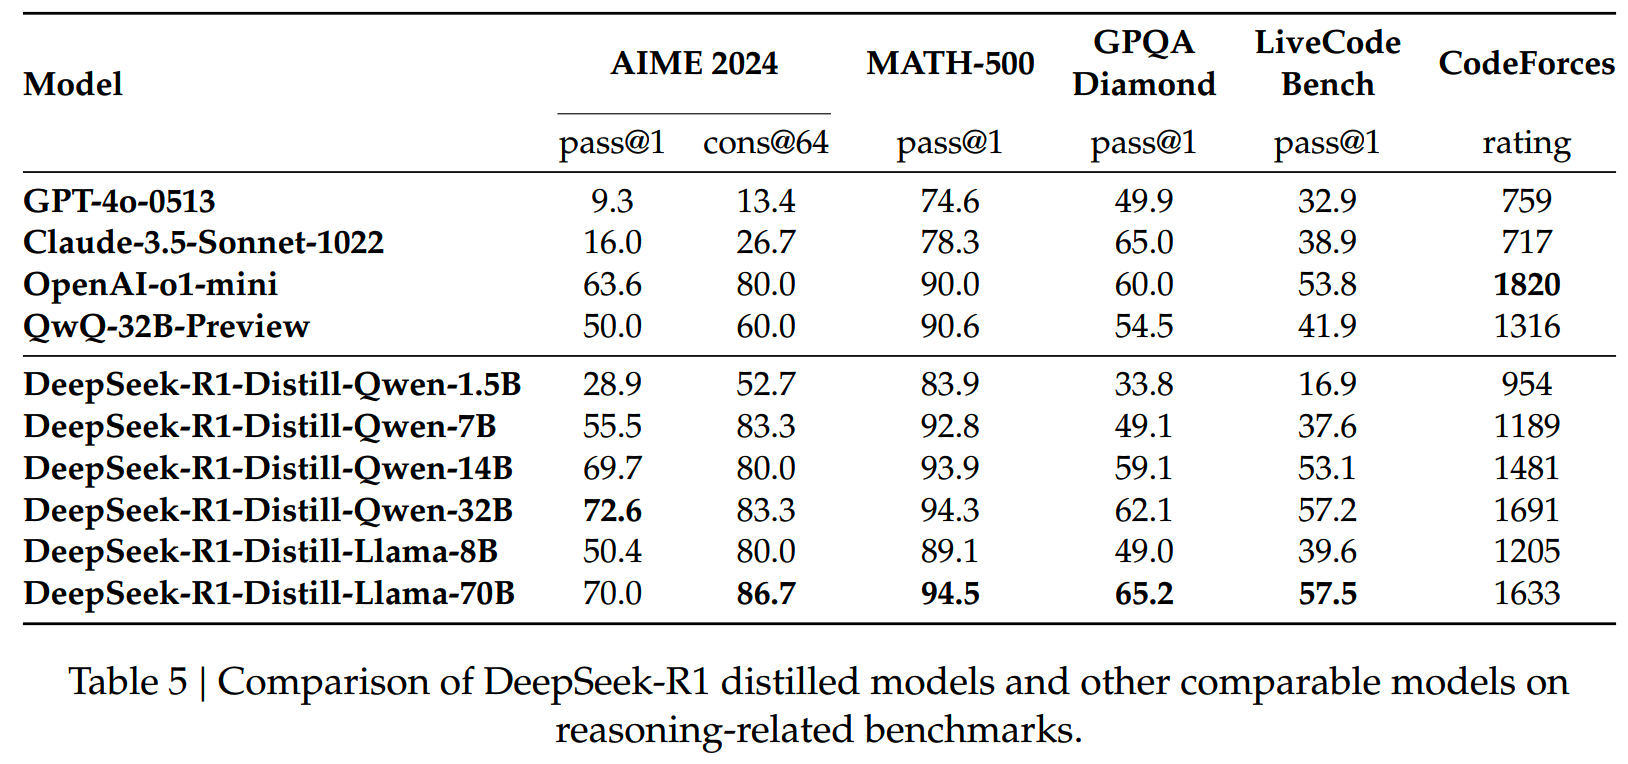 Model AIME 2024 MATH-500 GPQA Diamond LiveCode Bench CodeForces
pass@1 cons@64 pass@1 pass@1 pass@1 rating
GPT-4o-0513 9.3 13.4 74.6 49.9 32.9 759
Claude-3.5-Sonnet-1022 16.0 26.7 78.3 65.0 38.9 717
OpenAI-o1-mini 63.6 80.0 90.0 60.0 53.8 1820
QwQ-32B-Preview 50.0 60.0 90.6 54.5 41.9 1316
DeepSeek-R1-Distill-Qwen-1.5B 28.9 52.7 83.9 33.8 16.9 954
DeepSeek-R1-Distill-Qwen-7B 55.5 83.3 92.8 49.1 37.6 1189
DeepSeek-R1-Distill-Qwen-14B 69.7 80.0 93.9 59.1 53.1 1481
DeepSeek-R1-Distill-Qwen-32B 72.6 83.3 94.3 62.1 57.2 1691
DeepSeek-R1-Distill-Llama-8B 50.4 80.0 89.1 49.0 39.6 1205
DeepSeek-R1-Distill-Llama-70B 70.0 86.7 94.5 65.2 57.5 1633
Table 5 | Comparison of DeepSeek-R1 distilled models and other comparable models on
reasoning-related benchmarks.